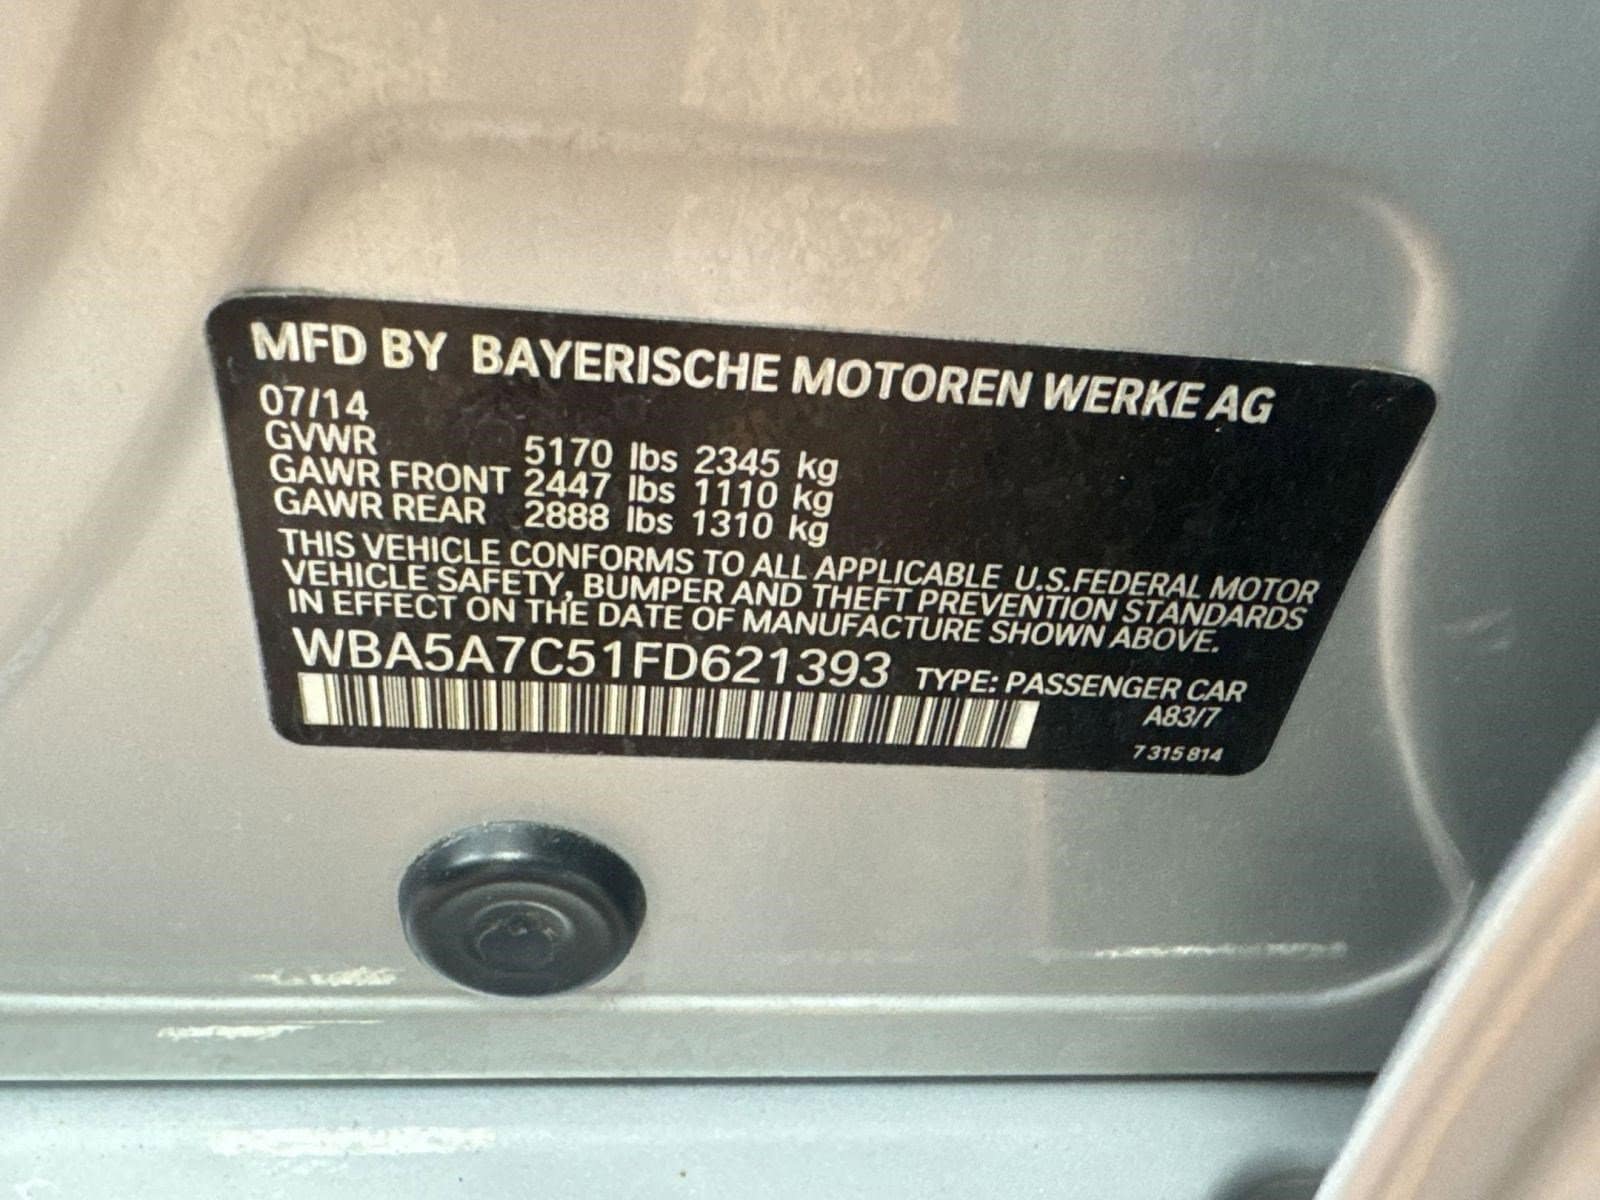 MFD BY BAYERISCHE MOTOREN WERKE AG
07/14
GVWR 5170 lbs 2345 kg
GAWR FRONT 2447 lbs 1110 kg
GAWR REAR 2888 lbs 1310 kg
THIS VEHICLE CONFORMS TO ALL APPLICABLE U.S.FEDERAL MOTOR
VEHICLE SAFETY, BUMPER AND THEFT PREVENTION STANDARDS
IN EFFECT ON THE DATE OF MANUFACTURE SHOWN ABOVE.
WBA5A7C51FD621393 TYPE: PASSENGER CAR
A83/7
7 315 814